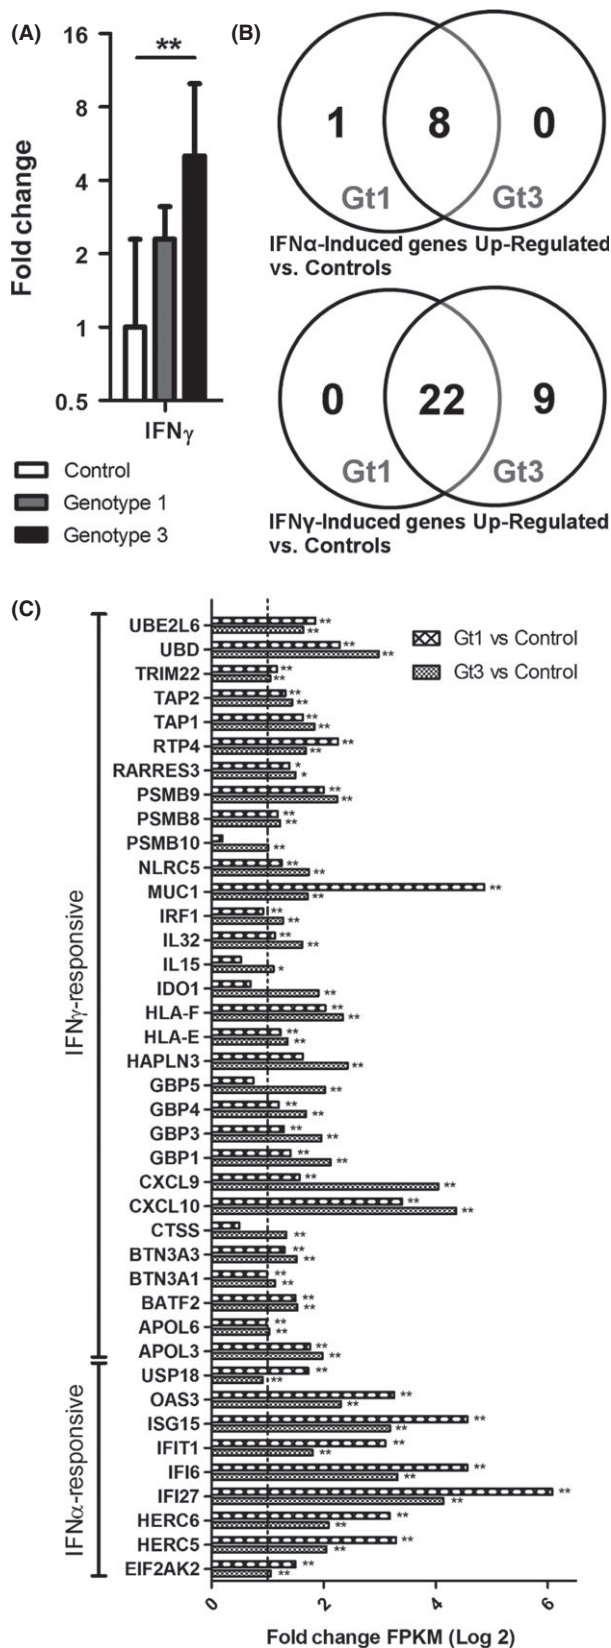 (A)
**
16
8
4
2
1
0.5
Fold change
IFNγ
Control
Genotype 1
Genotype 3
(B)
1 8 0
Gt1 Gt3
IFNα-Induced genes Up-Regulated
vs. Controls
0 22 9
Gt1 Gt3
IFNγ-Induced genes Up-Regulated
vs. Controls
(C)
Gt1 vs Control
Gt3 vs Control
IFNγ-responsive
UBE2L6 ** **
UBD ** **
TRIM22 ** **
TAP2 ** **
TAP1 ** **
RTP4 ** **
RARRES3 * *
PSMB9 ** **
PSMB8 ** **
PSMB10 **
NLRC5 ** **
MUC1 ** **
IRF1 ** **
IL32 ** **
IL15 *
IDO1 **
HLA-F ** **
HLA-E ** **
HAPLN3 **
GBP5 **
GBP4 ** **
GBP3 ** **
GBP1 ** **
CXCL9 ** **
CXCL10 ** **
CTSS **
BTN3A3 ** **
BTN3A1 ** **
BATF2 ** **
APOL6 ** **
APOL3 ** **
IFNα-responsive
USP18 ** **
OAS3 ** **
ISG15 ** **
IFIT1 ** **
IFI6 ** **
IFI27 ** **
HERC6 ** **
HERC5 ** **
EIF2AK2 ** **
0 2 4 6
Fold change FPKM (Log 2)